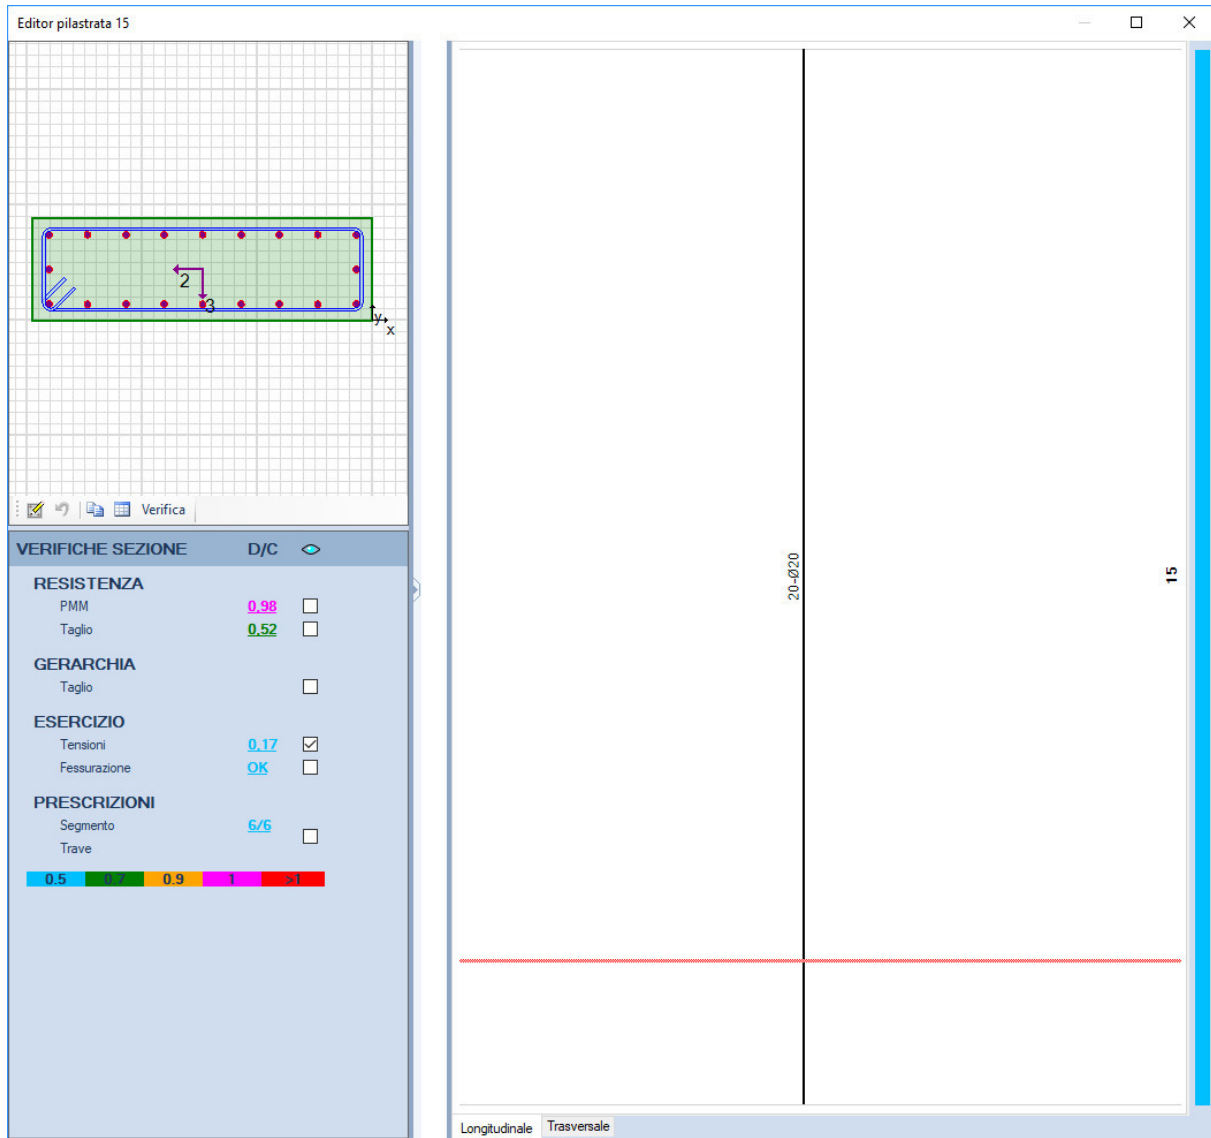 Editor pilastrata 15
2
3
y
x
Verifica
VERIFICHE SEZIONE D/C
RESISTENZA
PMM 0,98
Taglio 0,52
GERARCHIA
Taglio
ESERCIZIO
Tensioni 0,17
Fessurazione OK
PRESCRIZIONI
Segmento 6/6
Trave
0.5 0.7 0.9 1 >1
20-Ø20
15
Longitudinale Trasversale